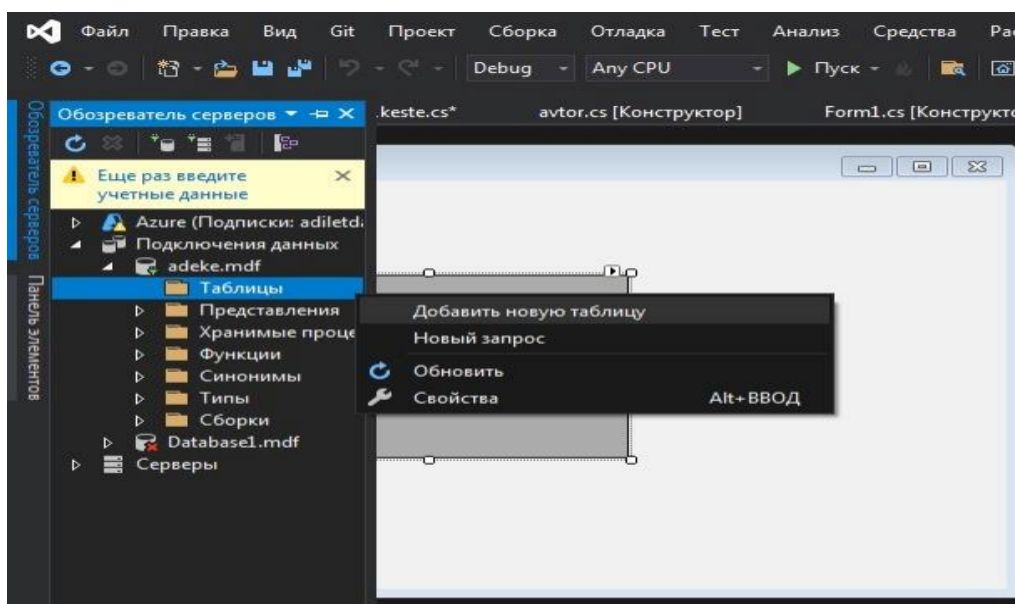 Файл Правка Вид Git Проект Сборка Отладка Тест Анализ Средства Рас
Debug Any CPU Пуск
Обозреватель серверов .keste.cs* avtor.cs [Конструктор] Form1.cs [Конструкто
Обозреватель серверов
Панель элементов
Еще раз введите
учетные данные
Azure (Подписки: adiletda
Подключения данных
adeke.mdf
Таблицы
Представления
Хранимые проце
Функции
Синонимы
Типы
Сборки
Database1.mdf
Серверы
Добавить новую таблицу
Новый запрос
Обновить
Свойства Alt+ВВОД